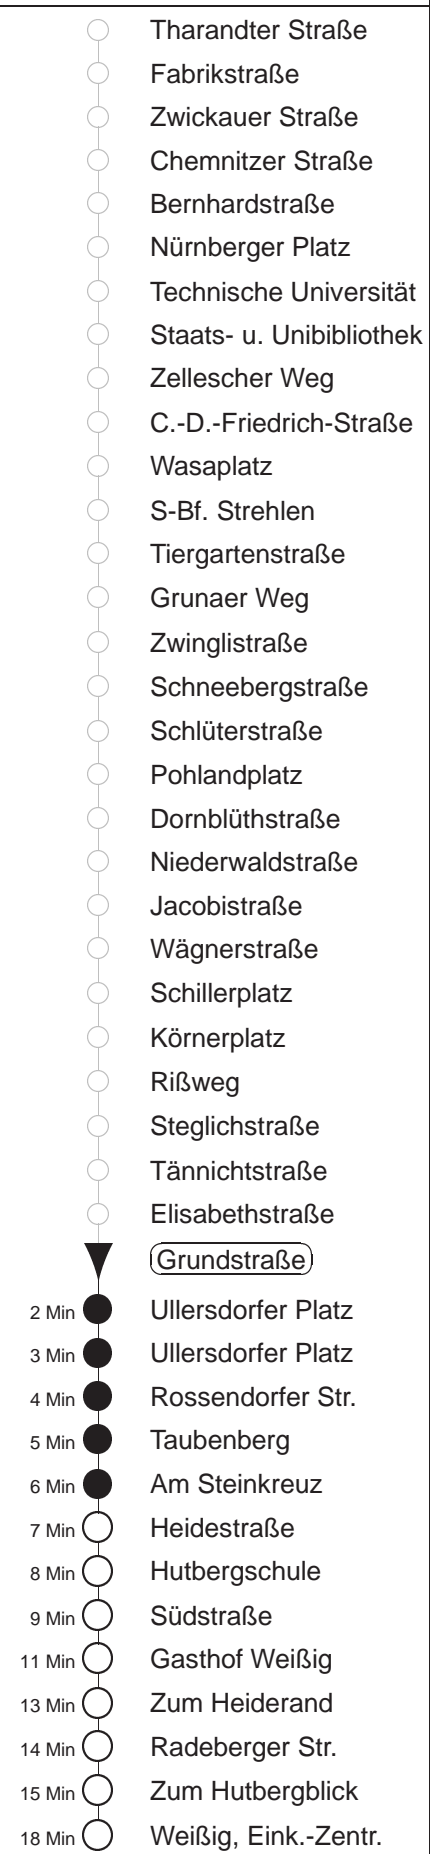 Tharandter Straße
Fabrikstraße
Zwickauer Straße
Chemnitzer Straße
Bernhardstraße
Nürnberger Platz
Technische Universität
Staats- u. Unibibliothek
Zellescher Weg
C.-D.-Friedrich-Straße
Wasaplatz
S-Bf. Strehlen
Tiergartenstraße
Grunaer Weg
Zwinglistraße
Schneebergstraße
Schlüterstraße
Pohlandplatz
Dornblüthstraße
Niederwaldstraße
Jacobistraße
Wägnerstraße
Schillerplatz
Körnerplatz
Rißweg
Steglichstraße
Tännichtstraße
Elisabethstraße
Grundstraße
2 Min Ullersdorfer Platz
3 Min Ullersdorfer Platz
4 Min Rossendorfer Str.
5 Min Taubenberg
6 Min Am Steinkreuz
7 Min Heidestraße
8 Min Hutbergschule
9 Min Südstraße
11 Min Gasthof Weißig
13 Min Zum Heiderand
14 Min Radeberger Str.
15 Min Zum Hutbergblick
18 Min Weißig, Eink.-Zentr.